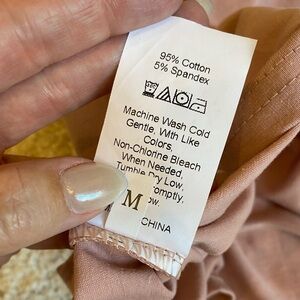 95% Cotton
5% Spandex
Machine Wash Cold
Gentle, With Like
Colors,
Non-Chlorine Bleach
When Needed,
Tumble Dry Low,
M
CHINA